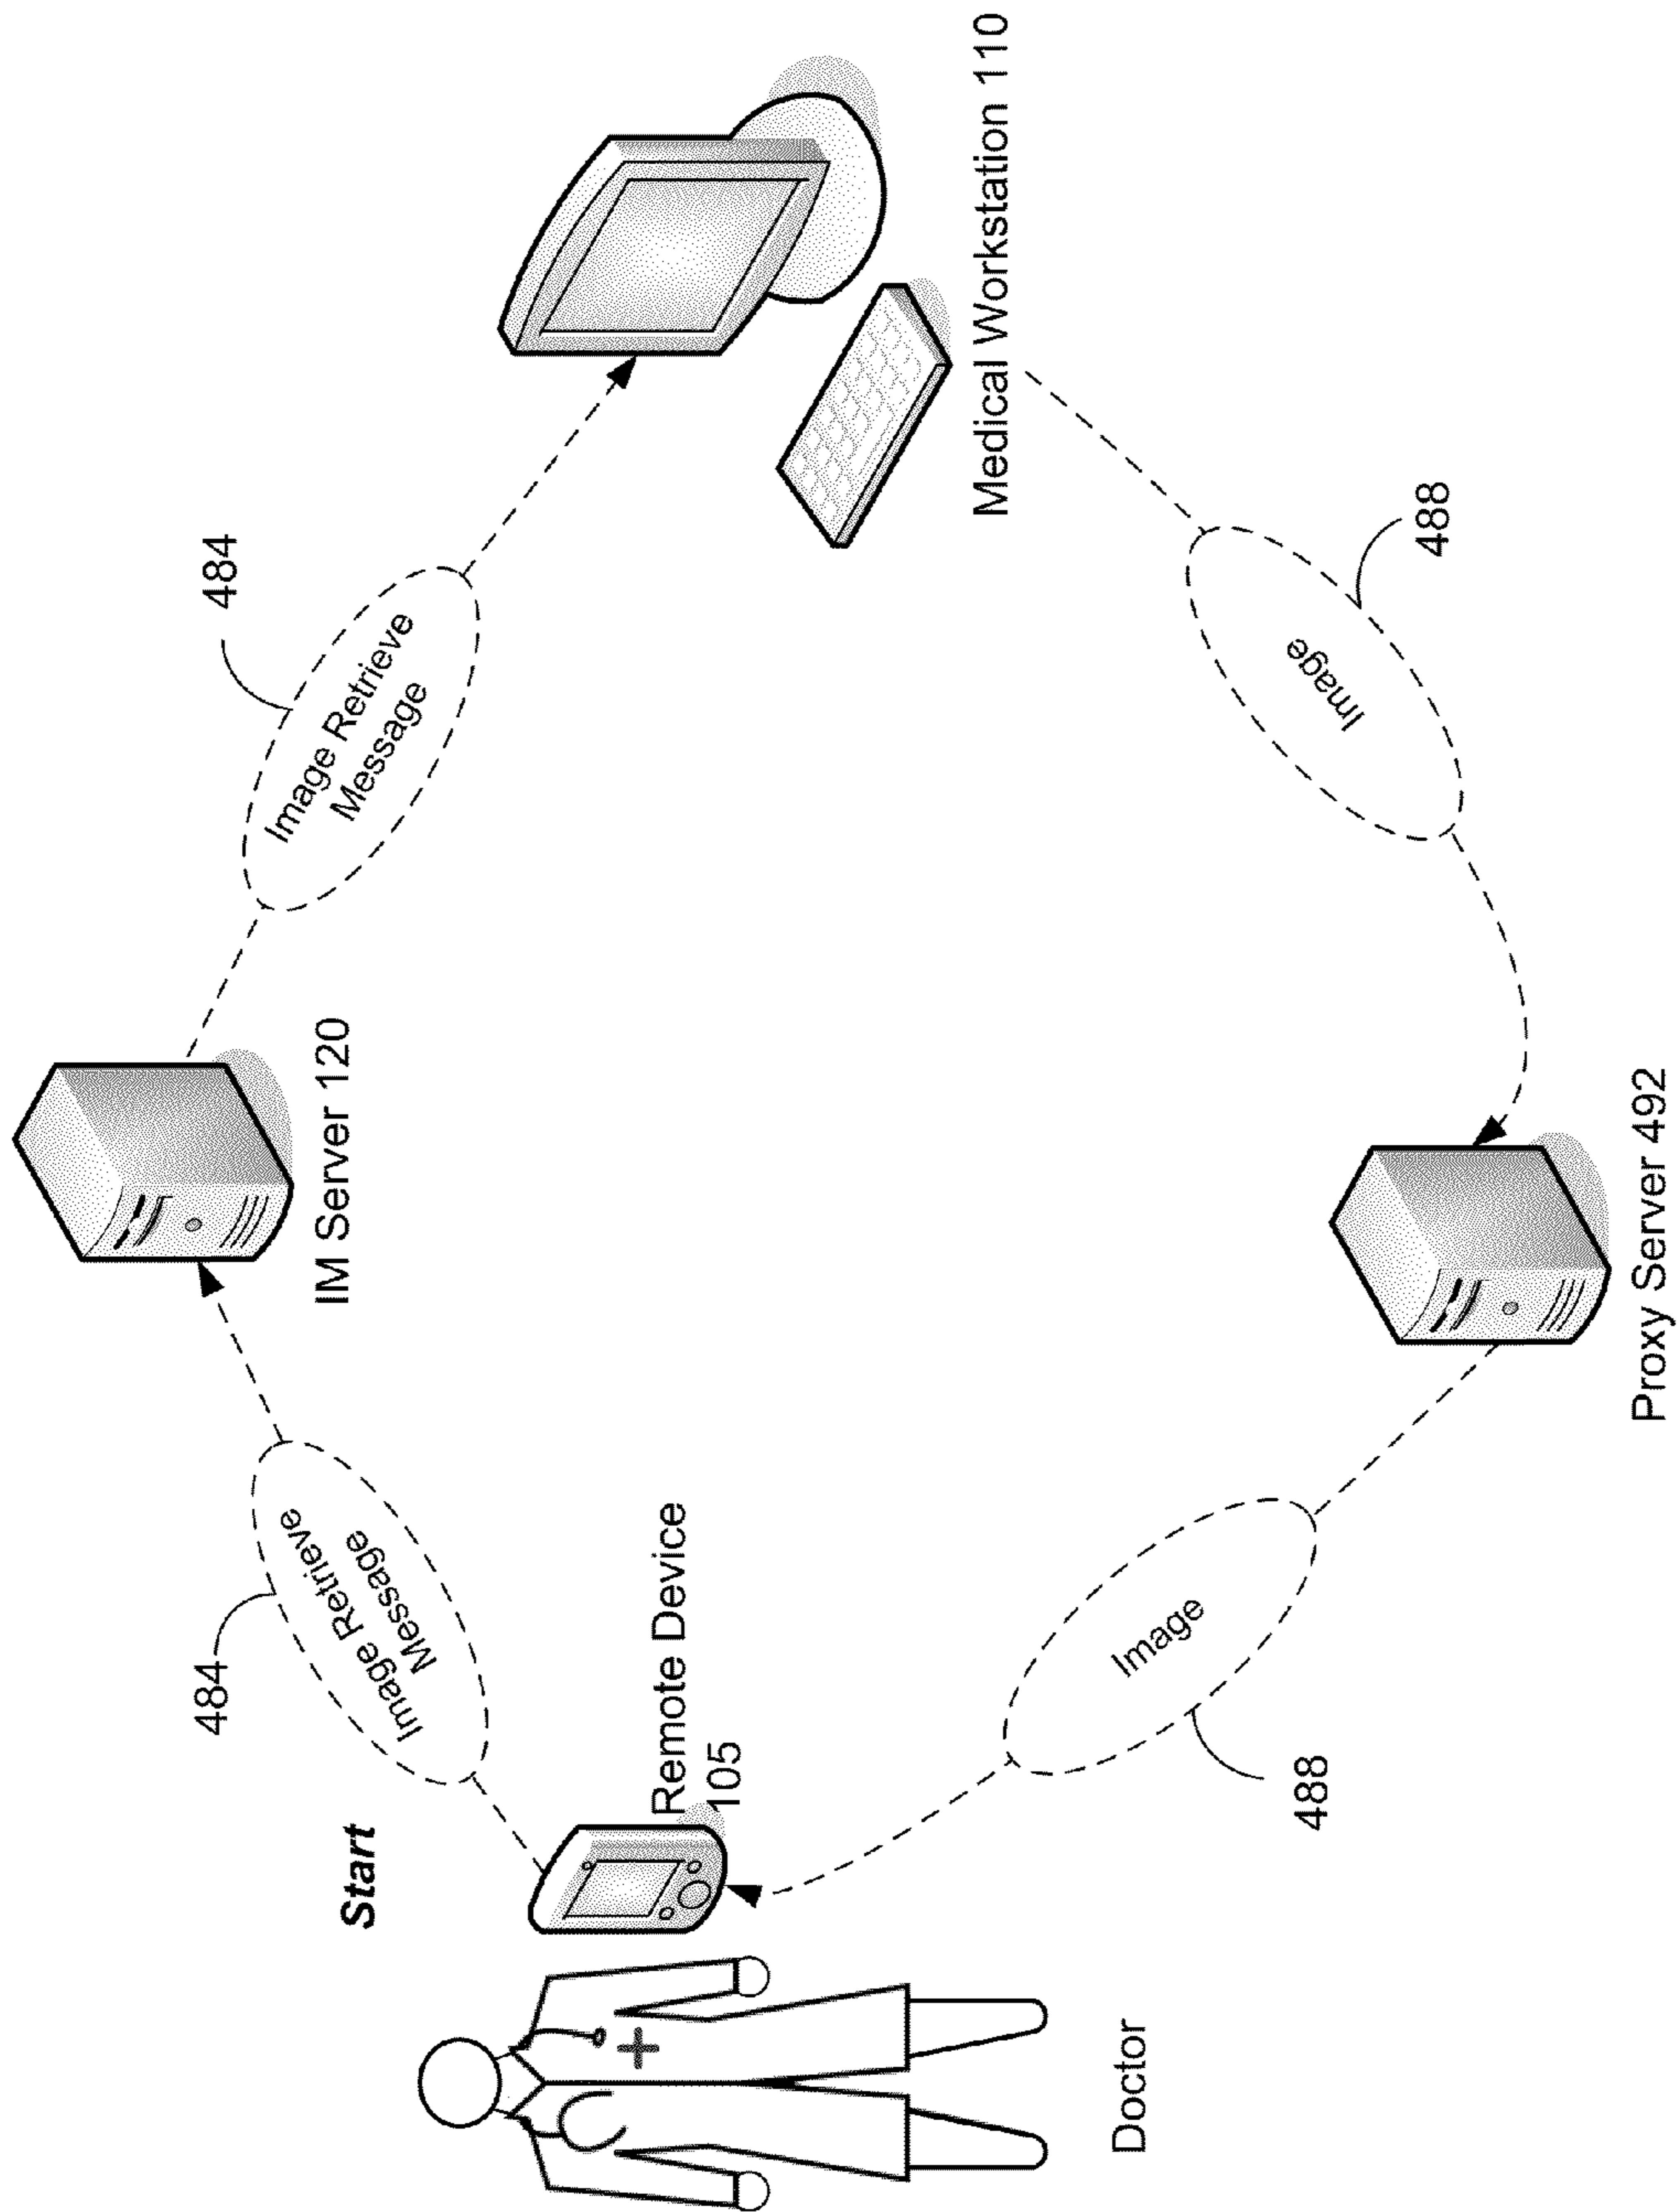 484
Image Retrieve
Message
IM Server 120
484
Image Retrieve
Message
Start
Remote Device
105
Medical Workstation 110
Doctor
488
Image
Proxy Server 492
Image
488